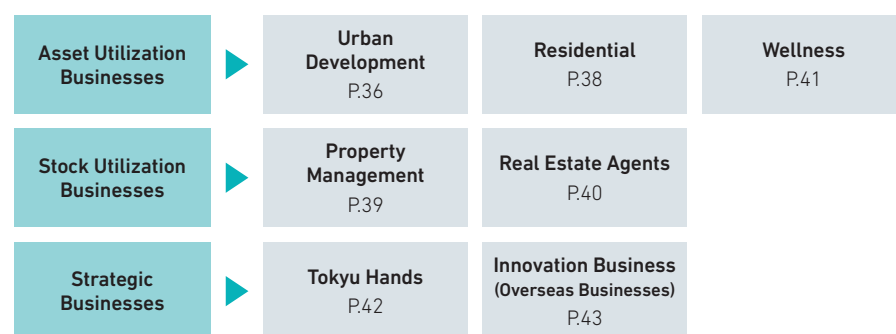 Asset Utilization
Businesses
Urban
Development
P.36
Residential
P.38
Wellness
P.41
Stock Utilization
Businesses
Property
Management
P.39
Real Estate Agents
P.40
Strategic
Businesses
Tokyu Hands
P.42
Innovation Business
(Overseas Businesses)
P.43